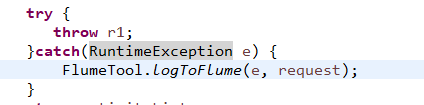 try {
throw r1;
}catch(RuntimeException e) {
FlumeTool.logToFlume(e, request);
}